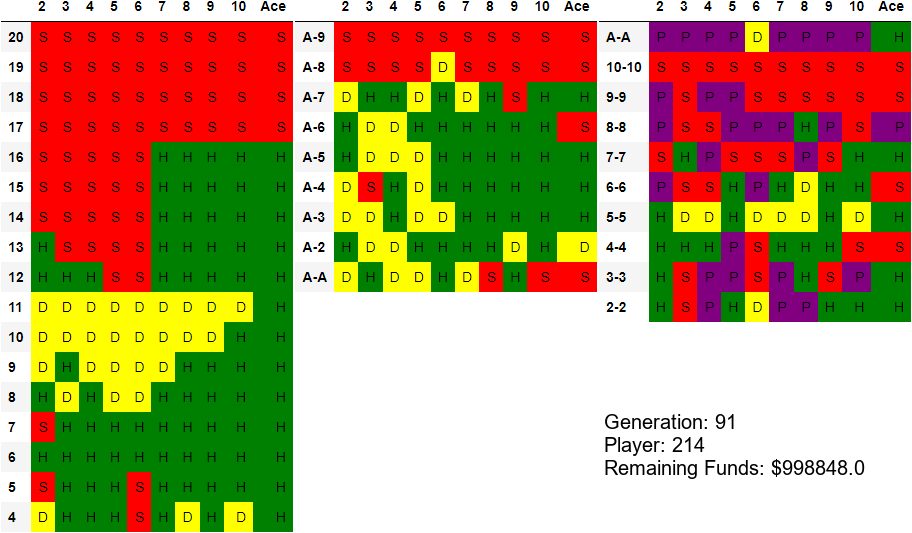 2 3 4 5 6 7 8 9 10 Ace
20 S S S S S S S S S S
19 S S S S S S S S S S
18 S S S S S S S S S S
17 S S S S S S S S S S
16 S S S S S H H H H H
15 S S S S S H H H H H
14 S S S S S H H H H H
13 H S S S S H H H H H
12 H H H S S H H H H H
11 D D D D D D D D D H
10 D D D D D D D D H H
9 D H D D D D H H H H
8 H D H D D H H H H H
7 S H H H H H H H H H
6 H H H H H H H H H H
5 S H H H S H H H H H
4 D H H H S H D H D H
2 3 4 5 6 7 8 9 10 Ace
A-9 S S S S S S S S S S
A-8 S S S S D S S S S S
A-7 D H H D H D H S H H
A-6 H D D H H H H H H S
A-5 H D D D H H H H H H
A-4 D S H D H H H H H H
A-3 D D H D D H H H H H
A-2 H D D H H H H D H D
A-A D H D D H D S H S S
2 3 4 5 6 7 8 9 10 Ace
A-A P P P P D P P P P H
10-10 S S S S S S S S S S
9-9 P S P P S S S S S S
8-8 P S S P P P H P S P
7-7 S H P S S S P S H H
6-6 P S S H P H D H H S
5-5 H D D H D D D H D H
4-4 H H H P S H H H S S
3-3 H S P P S P H S P H
2-2 H S P H D P P H H H
Generation: 91
Player: 214
Remaining Funds: $998848.0